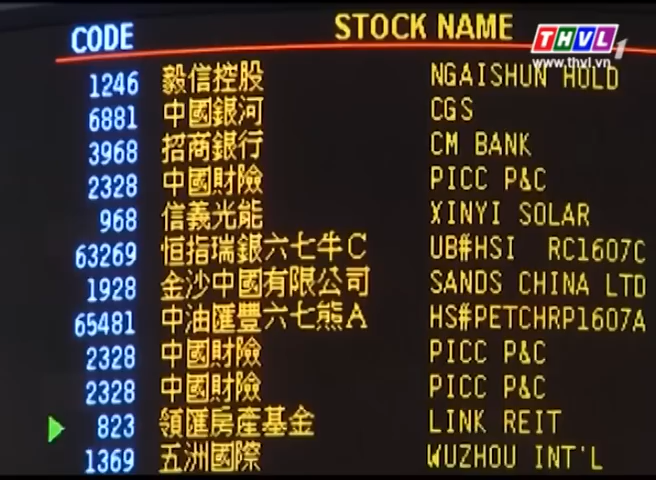 CODE STOCK NAME
THVL1
www.thvl.vn
1246 毅信控股 NGAISHUN HOLD
6881 中國銀河 CGS
3968 招商銀行 CM BANK
2328 中國財險 PICC P&C
968 信義光能 XINYI SOLAR
63269 恒指瑞銀六七牛C UB#HSI RC1607C
1928 金沙中國有限公司 SANDS CHINA LTD
65481 中油匯豐六七熊A HS#PETCHRP1607A
2328 中國財險 PICC P&C
2328 中國財險 PICC P&C
823 領匯房產基金 LINK REIT
1369 五洲國際 WUZHOU INT'L